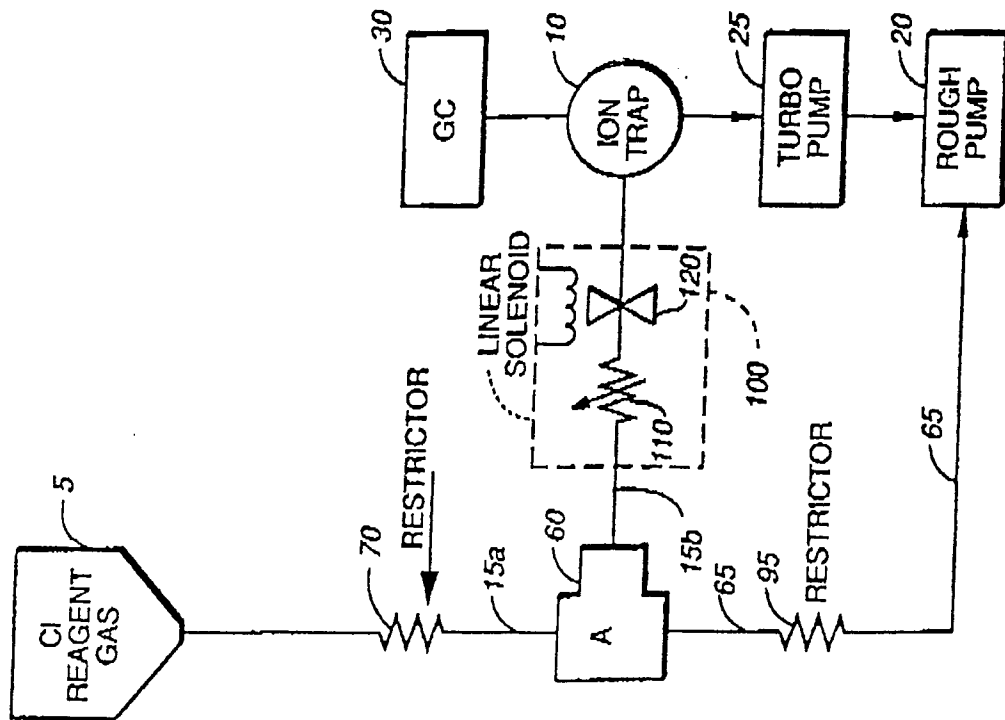 5
CI
REAGENT
GAS
70
RESTRICTOR
15a
60
A
15b
65
95
RESTRICTOR
65
LINEAR
SOLENOID
110
120
100
30
GC
10
ION
TRAP
25
TURBO
PUMP
20
ROUGH
PUMP